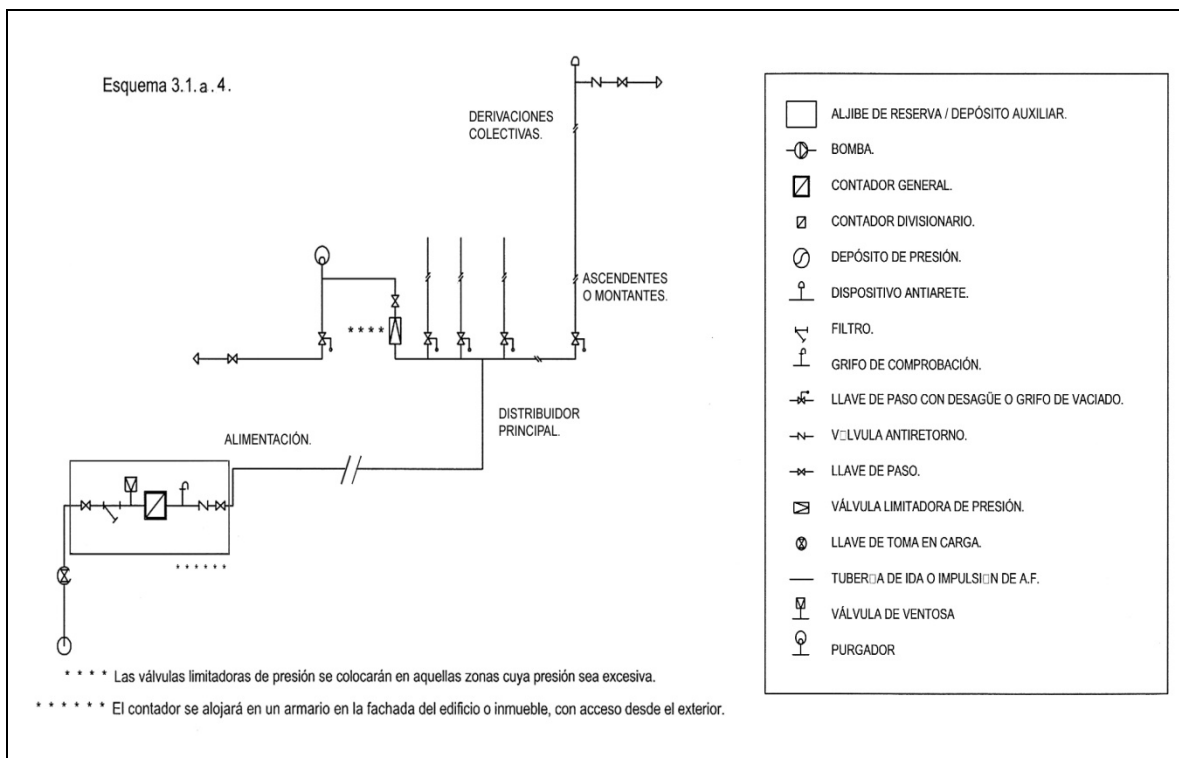 Esquema 3.1.a.4.
DERIVACIONES
COLECTIVAS.
ASCENDENTES
O MONTANTES.
* * * *
DISTRIBUIDOR
PRINCIPAL.
ALIMENTACIÓN.
* * * * * *
* * * * Las válvulas limitadoras de presión se colocarán en aquellas zonas cuya presión sea excesiva.
* * * * * * El contador se alojará en un armario en la fachada del edificio o inmueble, con acceso desde el exterior.
ALJIBE DE RESERVA / DEPÓSITO AUXILIAR.
BOMBA.
CONTADOR GENERAL.
CONTADOR DIVISIONARIO.
DEPÓSITO DE PRESIÓN.
DISPOSITIVO ANTIARETE.
FILTRO.
GRIFO DE COMPROBACIÓN.
LLAVE DE PASO CON DESAGÜE O GRIFO DE VACIADO.
V□LVULA ANTIRETORNO.
LLAVE DE PASO.
VÁLVULA LIMITADORA DE PRESIÓN.
LLAVE DE TOMA EN CARGA.
TUBER□A DE IDA O IMPULSI□N DE A.F.
VÁLVULA DE VENTOSA
PURGADOR